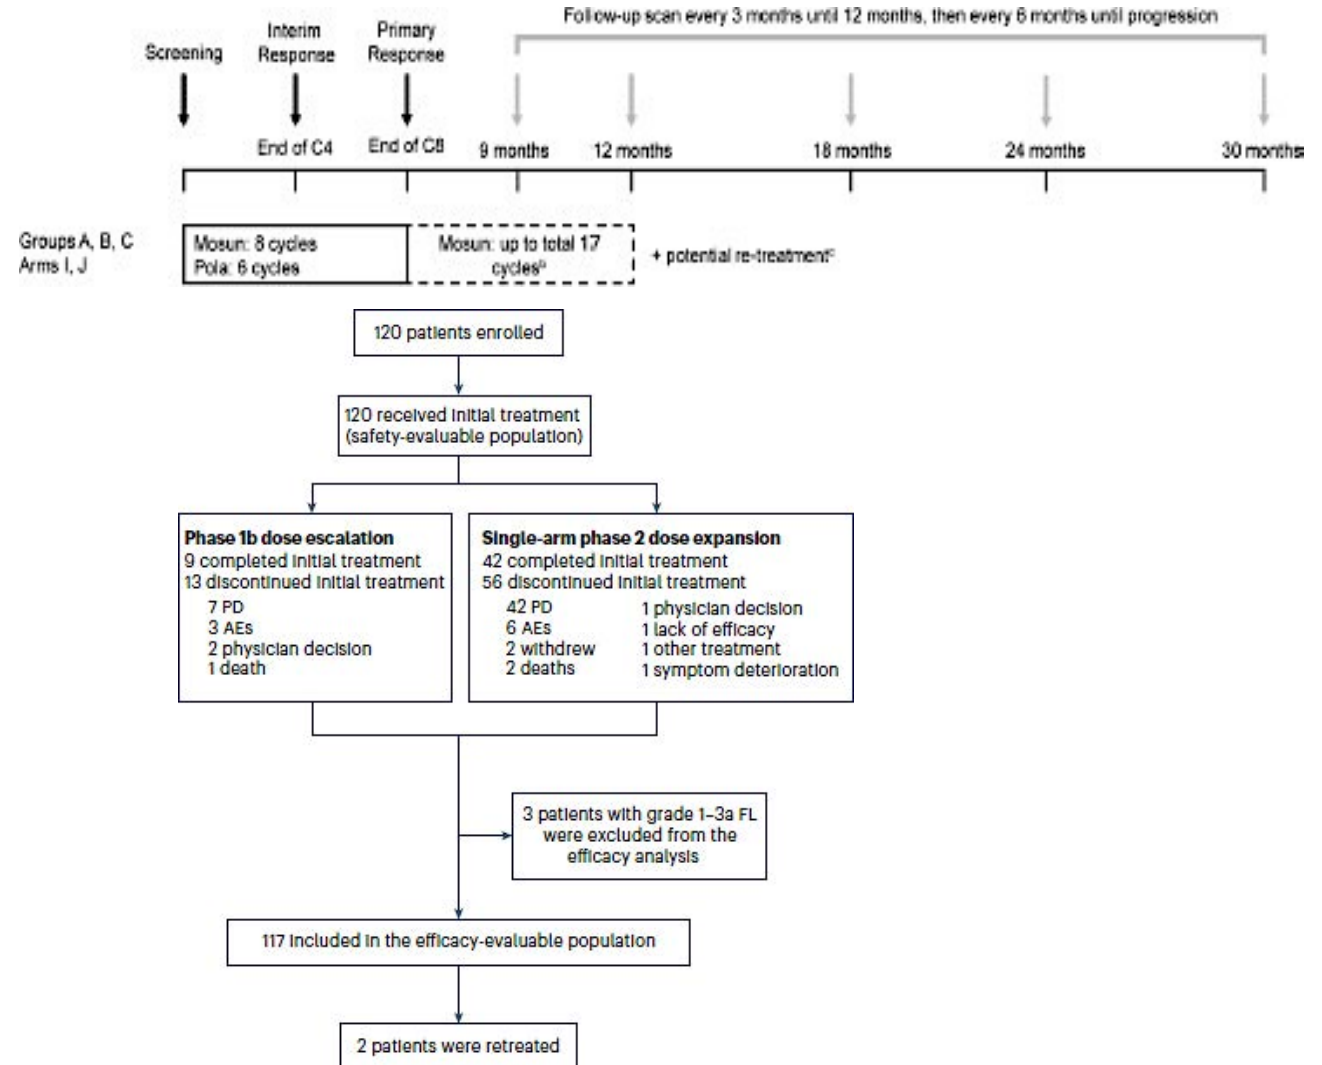 Follow-up scan every 3 months until 12 months, then every 6 months until progression
Screening
Interim
Response
Primary
Response
End of C4
End of C8
9 months
12 months
18 months
24 months
30 months
Groups A, B, C
Arms I, J
Mosun: 8 cycles
Pola: 6 cycles
Mosun: up to total 17
cyclesᵇ
+ potential re-treatmentᶜ
120 patients enrolled
120 received initial treatment
(safety-evaluable population)
Phase 1b dose escalation
9 completed initial treatment
13 discontinued initial treatment
7 PD
3 AEs
2 physician decision
1 death
Single-arm phase 2 dose expansion
42 completed initial treatment
56 discontinued initial treatment
42 PD
6 AEs
2 withdrew
2 deaths
1 physician decision
1 lack of efficacy
1 other treatment
1 symptom deterioration
3 patients with grade 1–3a FL
were excluded from the
efficacy analysis
117 included in the efficacy-evaluable population
2 patients were retreated